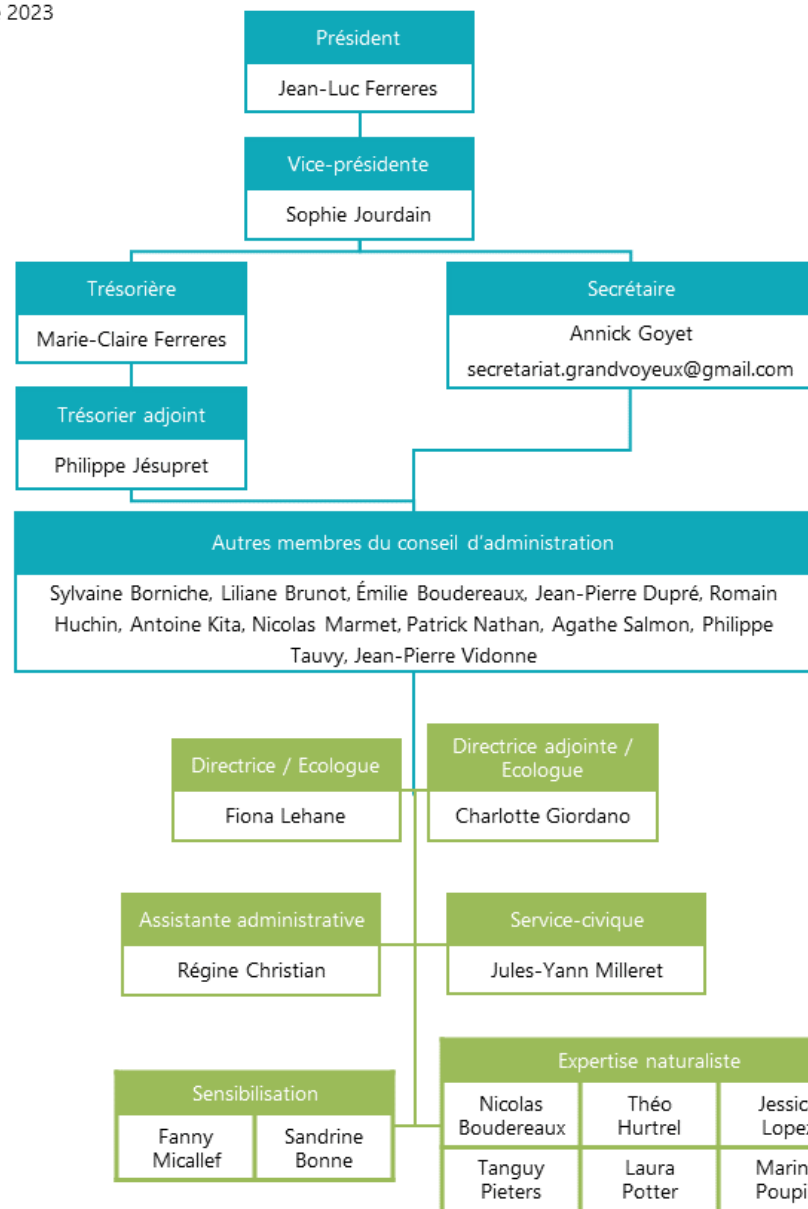 2023
Président
Jean-Luc Ferreres
Vice-présidente
Sophie Jourdain
Trésorière
Marie-Claire Ferreres
Secrétaire
Annick Goyet
secretariat.grandvoyeux@gmail.com
Trésorier adjoint
Philippe Jésupret
Autres membres du conseil d'administration
Sylvaine Borniche, Liliane Brunot, Émilie Boudereaux, Jean-Pierre Dupré, Romain
Huchin, Antoine Kita, Nicolas Marmet, Patrick Nathan, Agathe Salmon, Philippe
Tauvy, Jean-Pierre Vidonne
Directrice / Ecologue
Fiona Lehane
Directrice adjointe /
Ecologue
Charlotte Giordano
Assistante administrative
Régine Christian
Service-civique
Jules-Yann Milleret
Sensibilisation
Fanny
Micallef
Sandrine
Bonne
Expertise naturaliste
Nicolas
Boudereaux
Théo
Hurtrel
Jessic
Lopez
Tanguy
Pieters
Laura
Potter
Marin
Poupi